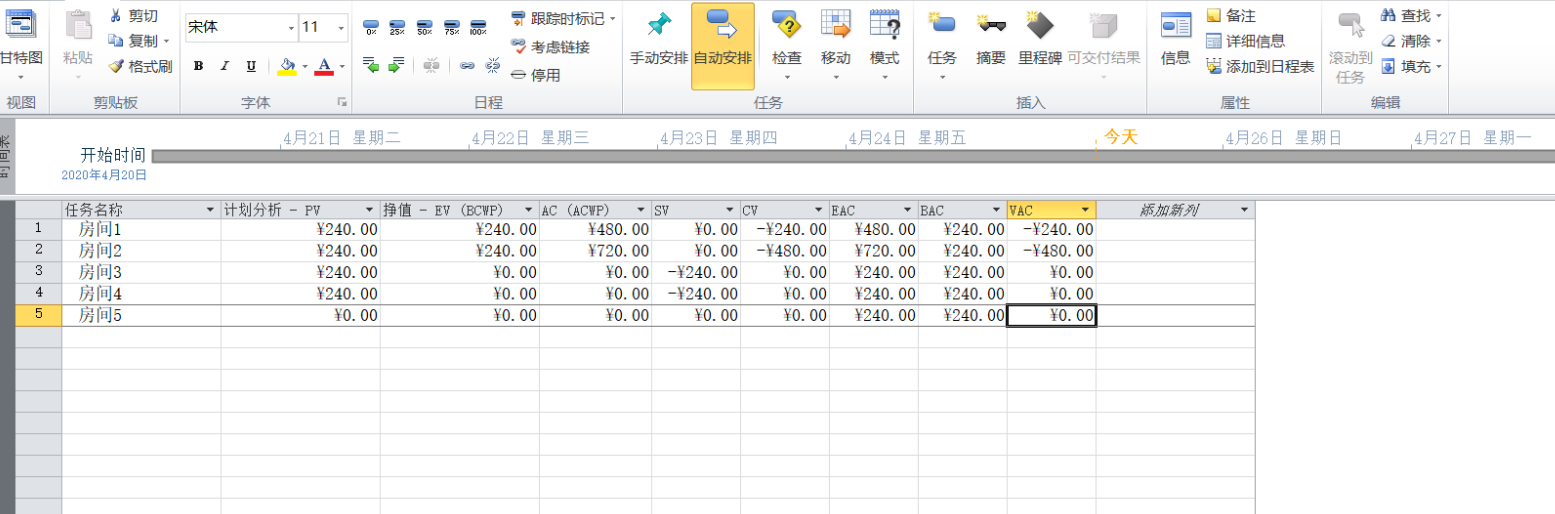 宋体 11
剪切
复制
格式刷
粘贴
甘特图
B I U A
0% 25% 50% 75% 100%
跟踪时标记
考虑链接
停用
手动安排 自动安排 检查 移动 模式
任务 摘要 里程碑 可交付结果
信息
备注
详细信息
添加到日程表
滚动到任务
查找
清除
填充
视图 剪贴板 字体 日程 任务 插入 属性 编辑
时间表
4月21日 星期二 4月22日 星期三 4月23日 星期四 4月24日 星期五 今天 4月26日 星期日 4月27日 星期一
开始时间
2020年4月20日
任务名称 计划分析 - PV 挣值 - EV (BCWP) AC (ACWP) SV CV EAC BAC VAC 添加新列
1 房间1 ¥240.00 ¥240.00 ¥480.00 ¥0.00 -¥240.00 ¥480.00 ¥240.00 -¥240.00
2 房间2 ¥240.00 ¥240.00 ¥720.00 ¥0.00 -¥480.00 ¥720.00 ¥240.00 -¥480.00
3 房间3 ¥240.00 ¥0.00 ¥0.00 -¥240.00 ¥0.00 ¥240.00 ¥240.00 ¥0.00
4 房间4 ¥240.00 ¥0.00 ¥0.00 -¥240.00 ¥0.00 ¥240.00 ¥240.00 ¥0.00
5 房间5 ¥0.00 ¥0.00 ¥0.00 ¥0.00 ¥0.00 ¥240.00 ¥240.00 ¥0.00